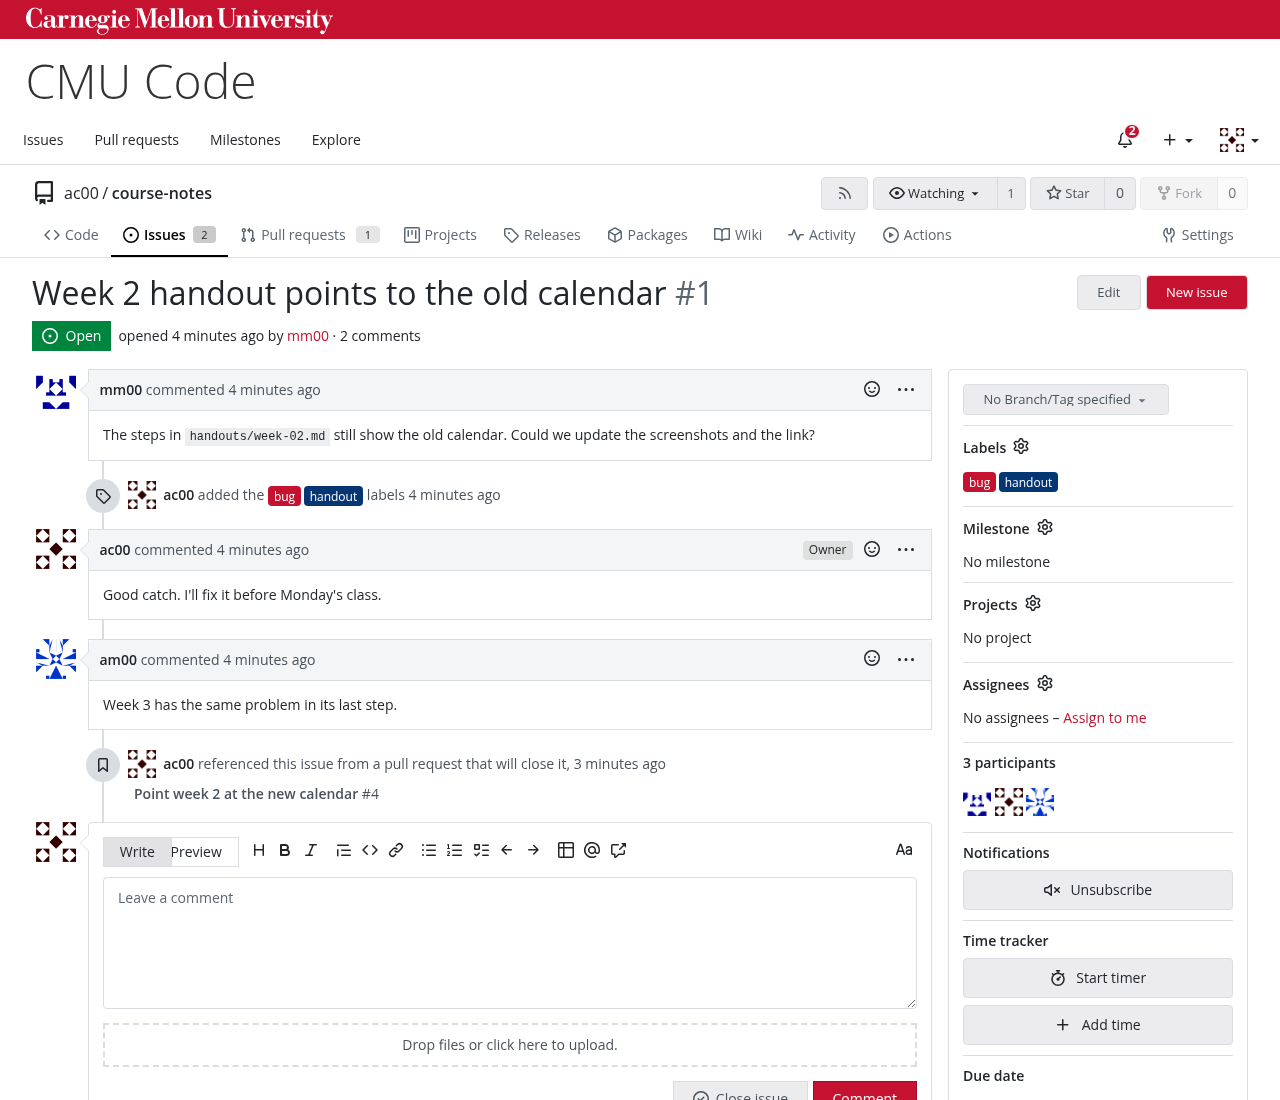 Carnegie Mellon University
CMU Code
Issues Pull requests Milestones Explore 2
ac00 / course-notes Watching 1 Star 0 Fork 0
Code Issues 2 Pull requests 1 Projects Releases Packages Wiki Activity Actions Settings
Week 2 handout points to the old calendar #1 Edit New issue
Open opened 4 minutes ago by mm00 · 2 comments
mm00 commented 4 minutes ago
The steps in handouts/week-02.md still show the old calendar. Could we update the screenshots and the link?
ac00 added the bug handout labels 4 minutes ago
ac00 commented 4 minutes ago Owner
Good catch. I'll fix it before Monday's class.
am00 commented 4 minutes ago
Week 3 has the same problem in its last step.
ac00 referenced this issue from a pull request that will close it, 3 minutes ago
Point week 2 at the new calendar #4
Write Preview H B I Aa
Leave a comment
Drop files or click here to upload.
Close issue Comment
No Branch/Tag specified
Labels
bug handout
Milestone
No milestone
Projects
No project
Assignees
No assignees – Assign to me
3 participants
Notifications
Unsubscribe
Time tracker
Start timer
Add time
Due date